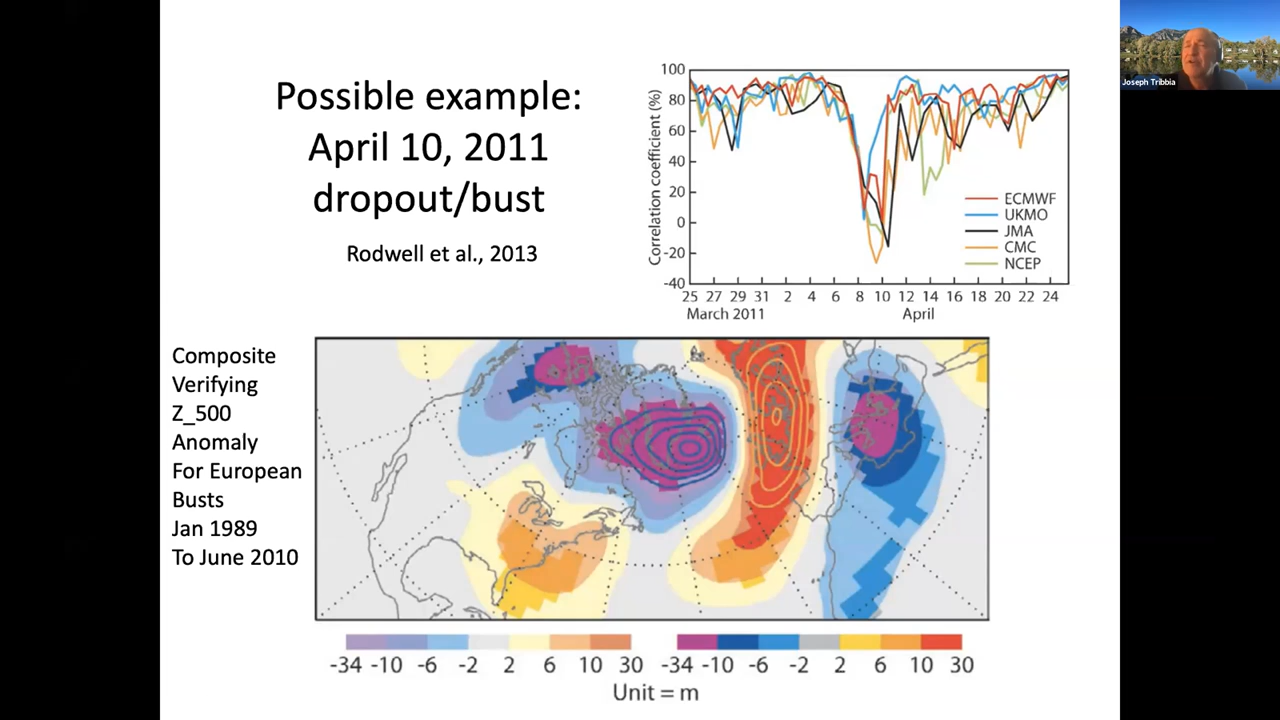 Possible example:
April 10, 2011
dropout/bust
Rodwell et al., 2013
Joseph Tribbia
Correlation coefficient (%)
100
80
60
40
20
0
-20
-40
ECMWF
UKMO
JMA
CMC
NCEP
25 27 29 31 2 4 6 8 10 12 14 16 18 20 22 24
March 2011 April
Composite
Verifying
Z_500
Anomaly
For European
Busts
Jan 1989
To June 2010
-34 -10 -6 -2 2 6 10 30 -34 -10 -6 -2 2 6 10 30
Unit = m